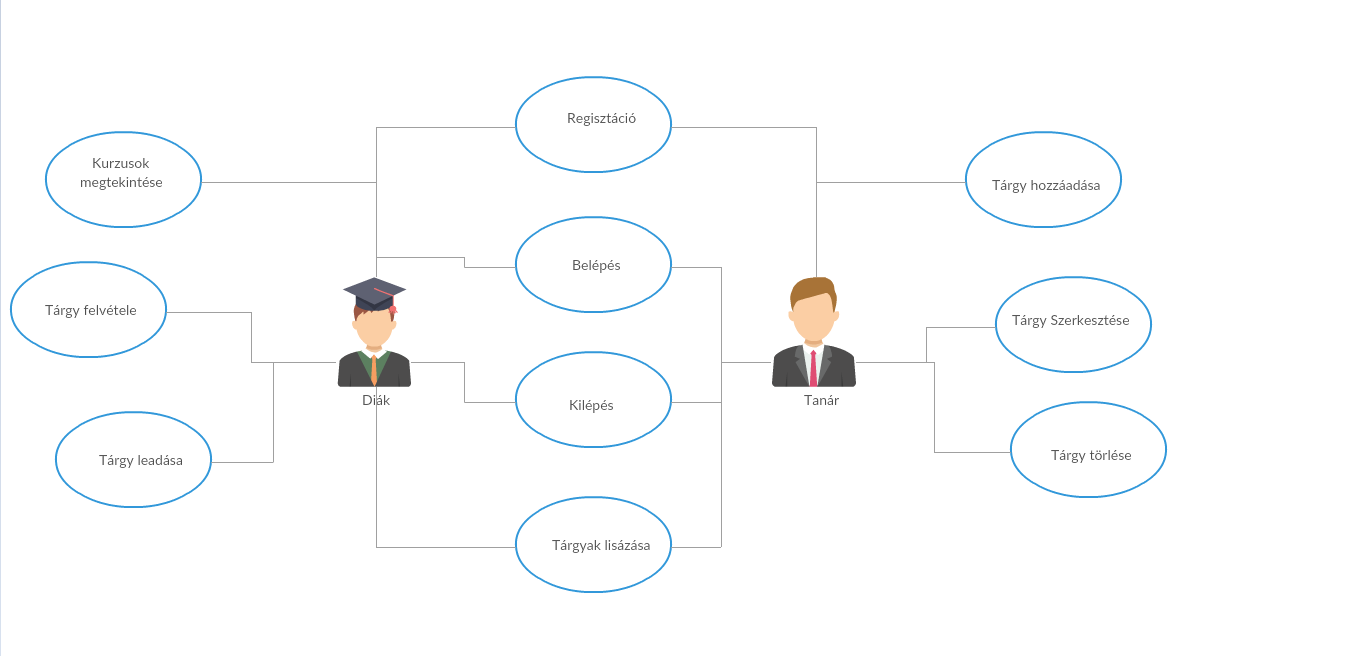 Regisztáció
Kurzusok
megtekintése
Tárgy hozzáadása
Belépés
Tárgy felvétele
Tárgy Szerkesztése
Diák
Tanár
Kilépés
Tárgy leadása
Tárgy törlése
Tárgyak lisázása